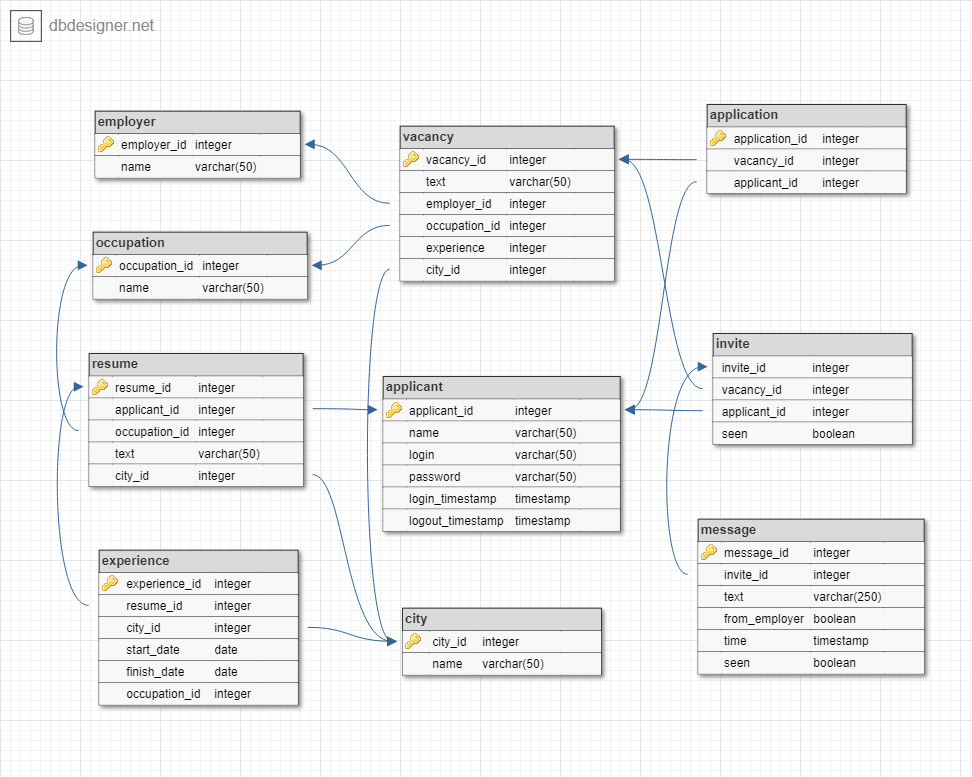 dbdesigner.net
employer
employer_id integer
name varchar(50)
occupation
occupation_id integer
name varchar(50)
resume
resume_id integer
applicant_id integer
occupation_id integer
text varchar(50)
city_id integer
experience
experience_id integer
resume_id integer
city_id integer
start_date date
finish_date date
occupation_id integer
vacancy
vacancy_id integer
text varchar(50)
employer_id integer
occupation_id integer
experience integer
city_id integer
applicant
applicant_id integer
name varchar(50)
login varchar(50)
password varchar(50)
login_timestamp timestamp
logout_timestamp timestamp
city
city_id integer
name varchar(50)
application
application_id integer
vacancy_id integer
applicant_id integer
invite
invite_id integer
vacancy_id integer
applicant_id integer
seen boolean
message
message_id integer
invite_id integer
text varchar(250)
from_employer boolean
time timestamp
seen boolean